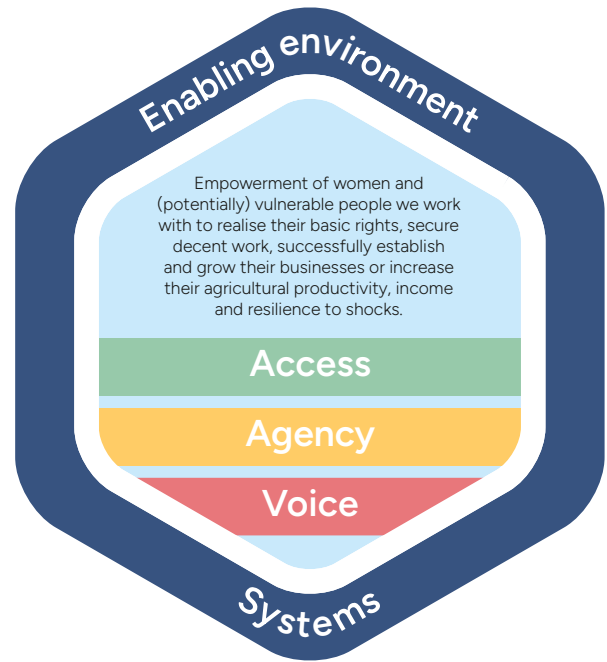 Enabling environment
Empowerment of women and
(potentially) vulnerable people we work
with to realise their basic rights, secure
decent work, successfully establish
and grow their businesses or increase
their agricultural productivity, income
and resilience to shocks.
Access
Agency
Voice
Systems